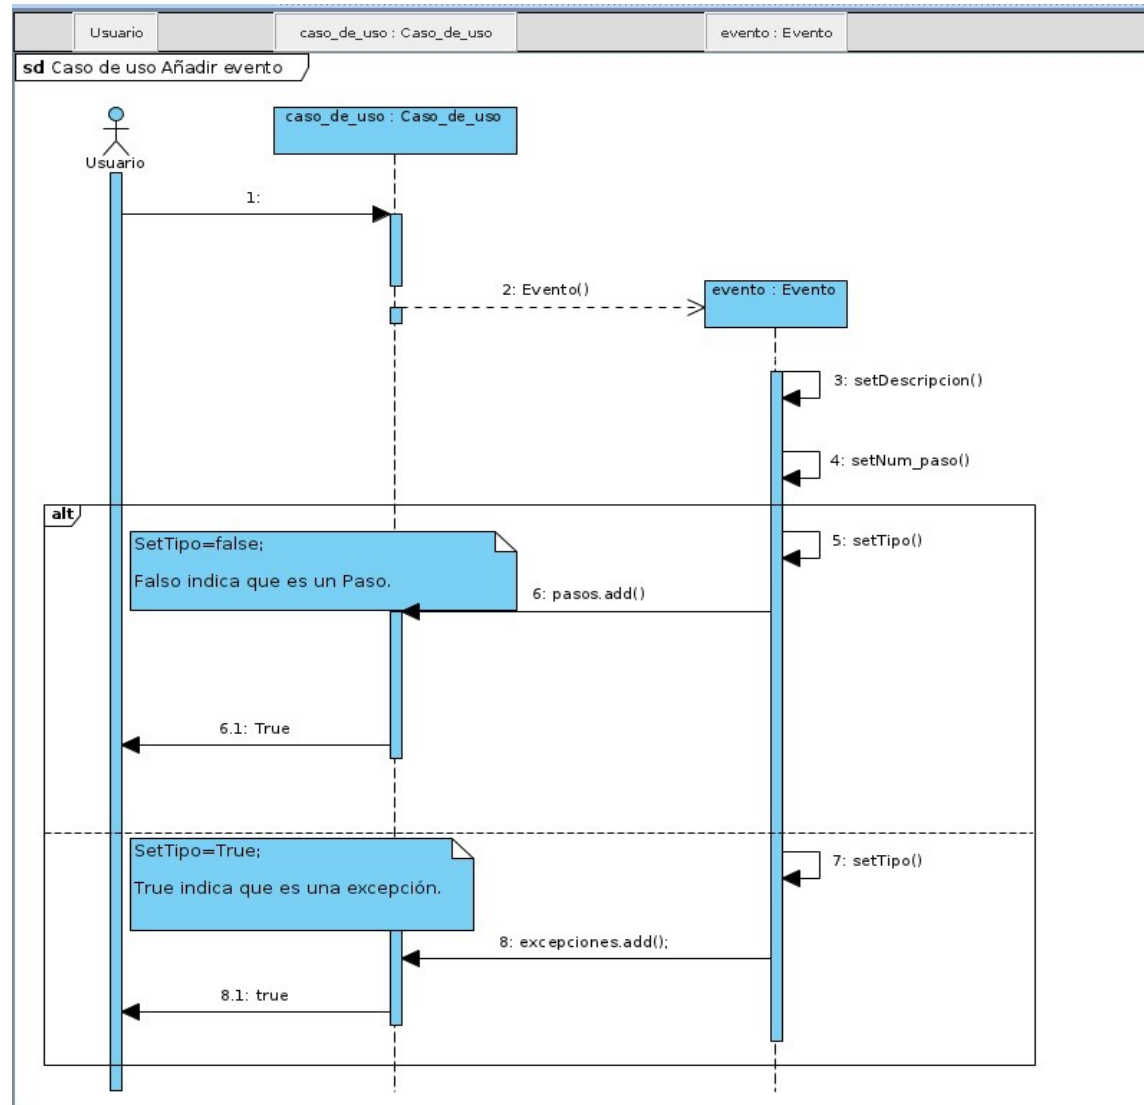 Usuario
caso_de_uso : Caso_de_uso
evento : Evento
sd Caso de uso Añadir evento
caso_de_uso : Caso_de_uso
Usuario
1:
2: Evento()
evento : Evento
3: setDescripcion()
4: setNum_paso()
alt
SetTipo=false;
Falso indica que es un Paso.
5: setTipo()
6: pasos.add()
6.1: True
SetTipo=True;
True indica que es una excepción.
7: setTipo()
8: excepciones.add();
8.1: true